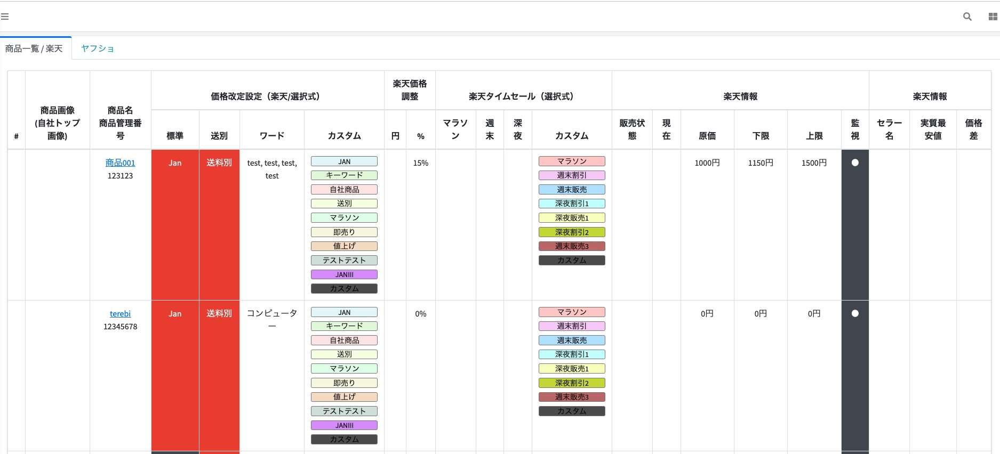 商品一覧 / 楽天
ヤフショ
#
商品画像
(自社トップ
画像)
商品名
商品管理番
号
価格改定設定（楽天/選択式）
楽天価格
調整
楽天タイムセール（選択式）
楽天情報
楽天情報
標準
送別
ワード
カスタム
円
%
マラソ
ン
週
末
深
夜
カスタム
販売状
態
現
在
原価
下限
上限
監
視
セラー
名
実質最
安値
価格
差
商品001
123123
Jan
送料別
test, test, test,
test
JAN
キーワード
自社商品
送別
マラソン
即売り
値上げ
テストテスト
JANIII
カスタム
15%
マラソン
週末割引
週末販売
深夜割引1
深夜販売1
深夜割引2
週末販売3
カスタム
1000円
1150円
1500円
terebi
12345678
Jan
送料別
コンピュータ
ー
JAN
キーワード
自社商品
送別
マラソン
即売り
値上げ
テストテスト
JANIII
カスタム
0%
マラソン
週末割引
週末販売
深夜割引1
深夜販売1
深夜割引2
週末販売3
カスタム
0円
0円
0円